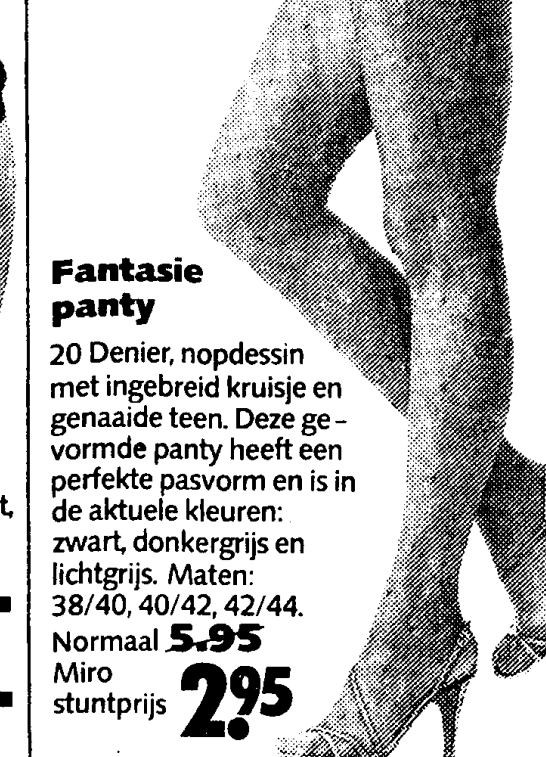 Fantasie
panty
20 Denier, nopdessin
met ingebreid kruisje en
genaaide teen. Deze ge-
vormde panty heeft een
perfekte pasvorm en is in
de aktuele kleuren:
zwart, donkergrijs en
lichtgrijs. Maten:
38/40, 40/42, 42/44.
Normaal 5.95
Miro
stuntprijs 2.95
t,